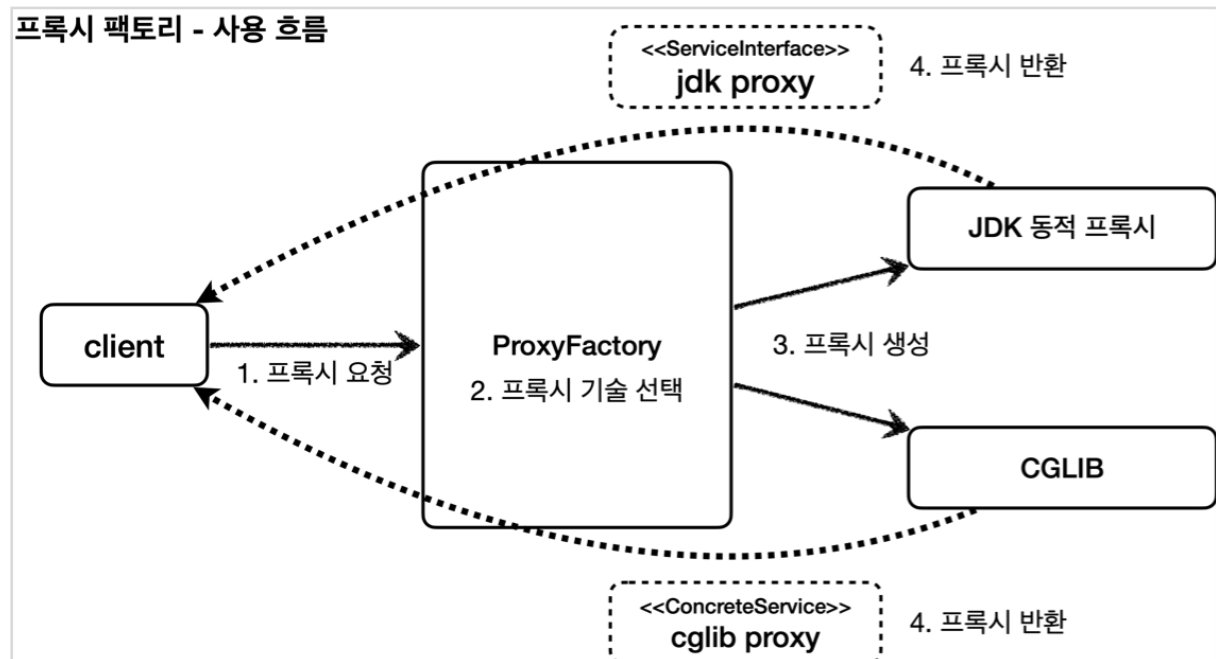 프록시 팩토리 - 사용 흐름
<<ServiceInterface>>
jdk proxy
4. 프록시 반환
JDK 동적 프록시
client
1. 프록시 요청
ProxyFactory
2. 프록시 기술 선택
3. 프록시 생성
CGLIB
<<ConcreteService>>
cglib proxy
4. 프록시 반환